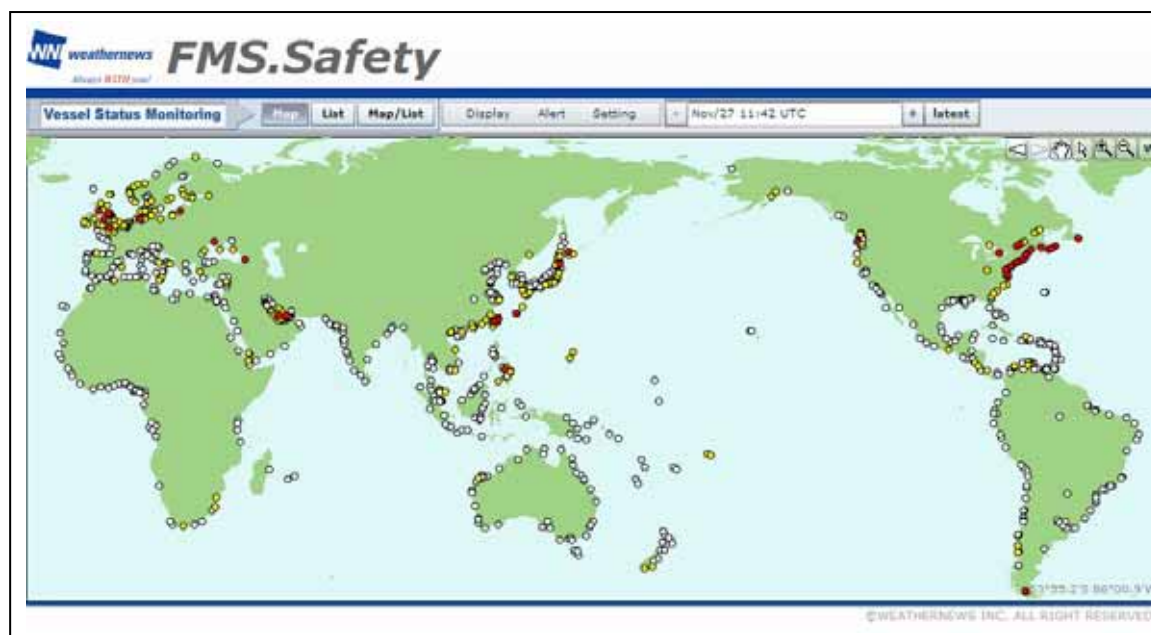 WNI weathernews FMS.Safety
Always WITH you!
Vessel Status Monitoring Map List Map/List Display Alert Setting - Nov/27 11:42 UTC + latest
©WEATHERNEWS INC. ALL RIGHT RESERVED